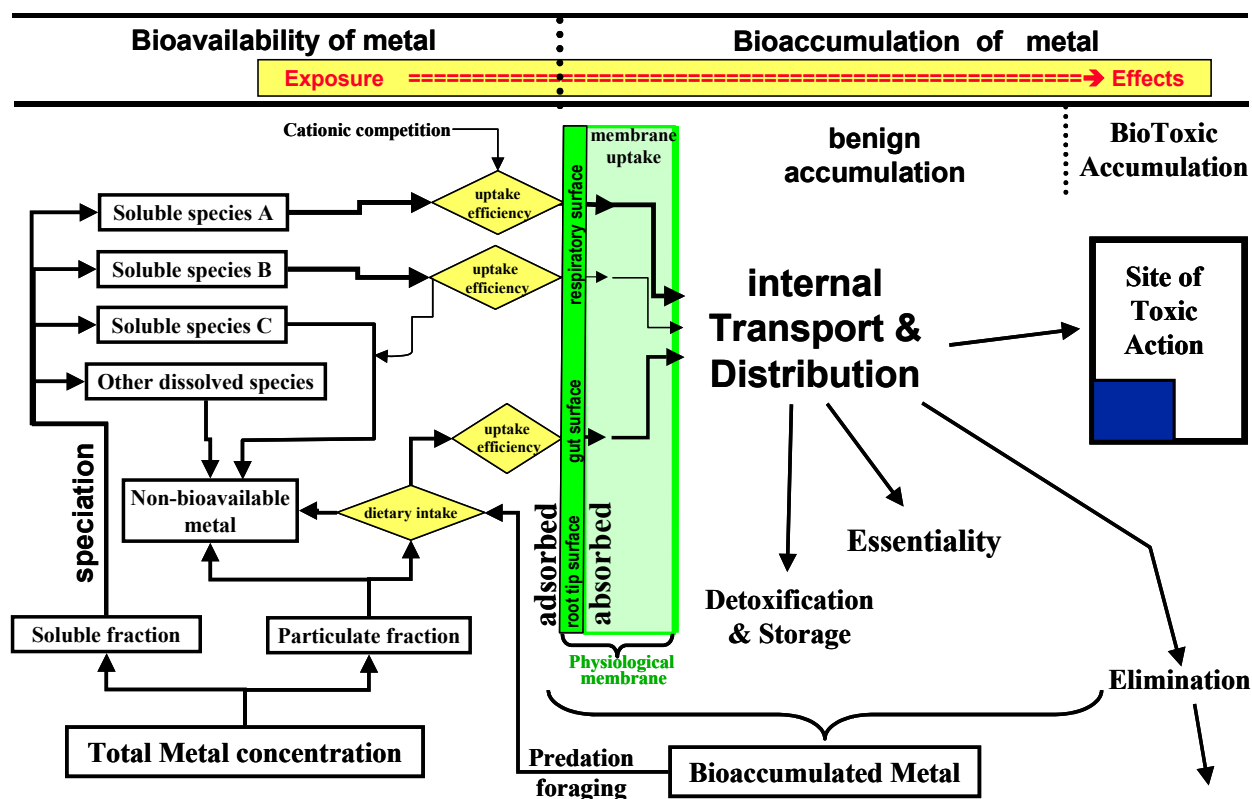 Bioavailability of metal
Bioaccumulation of metal
Exposure ================================================➔ Effects
Cationic competition
membrane
uptake
benign
accumulation
BioToxic
Accumulation
Soluble species A
uptake
efficiency
respiratory surface
Soluble species B
uptake
efficiency
Soluble species C
internal
Transport &
Distribution
Site of
Toxic
Action
Other dissolved species
uptake
efficiency
gut surface
speciation
Non-bioavailable
metal
dietary intake
adsorbed
root tip surface
absorbed
Essentiality
Detoxification
& Storage
Soluble fraction
Particulate fraction
Physiological
membrane
Elimination
Total Metal concentration
Predation
foraging
Bioaccumulated Metal